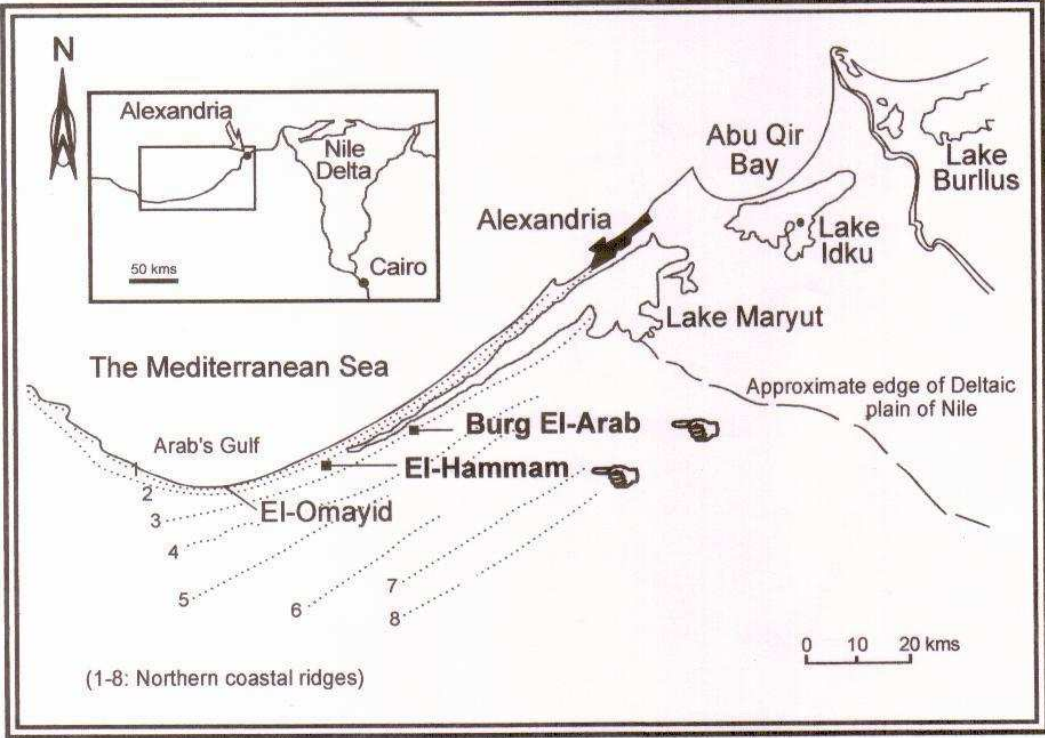 N
Alexandria
Nile
Delta
Cairo
50 kms
Abu Qir
Bay
Lake
Burllus
Alexandria
Lake
Idku
Lake Maryut
The Mediterranean Sea
Approximate edge of Deltaic
plain of Nile
Arab's Gulf
Burg El-Arab
El-Hammam
El-Omayid
1
2
3
4
5
6
7
8
0 10 20 kms
(1-8: Northern coastal ridges)